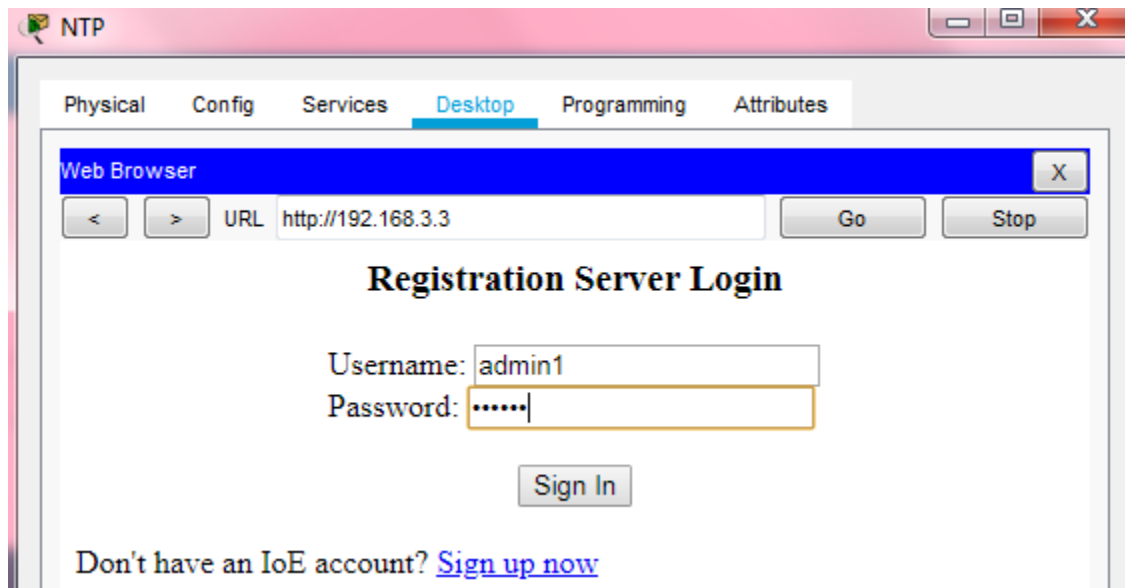 NTP
Physical Config Services Desktop Programming Attributes
Web Browser X
< > URL http://192.168.3.3 Go Stop
Registration Server Login
Username: admin1
Password: ••••••
Sign In
Don't have an IoE account? Sign up now